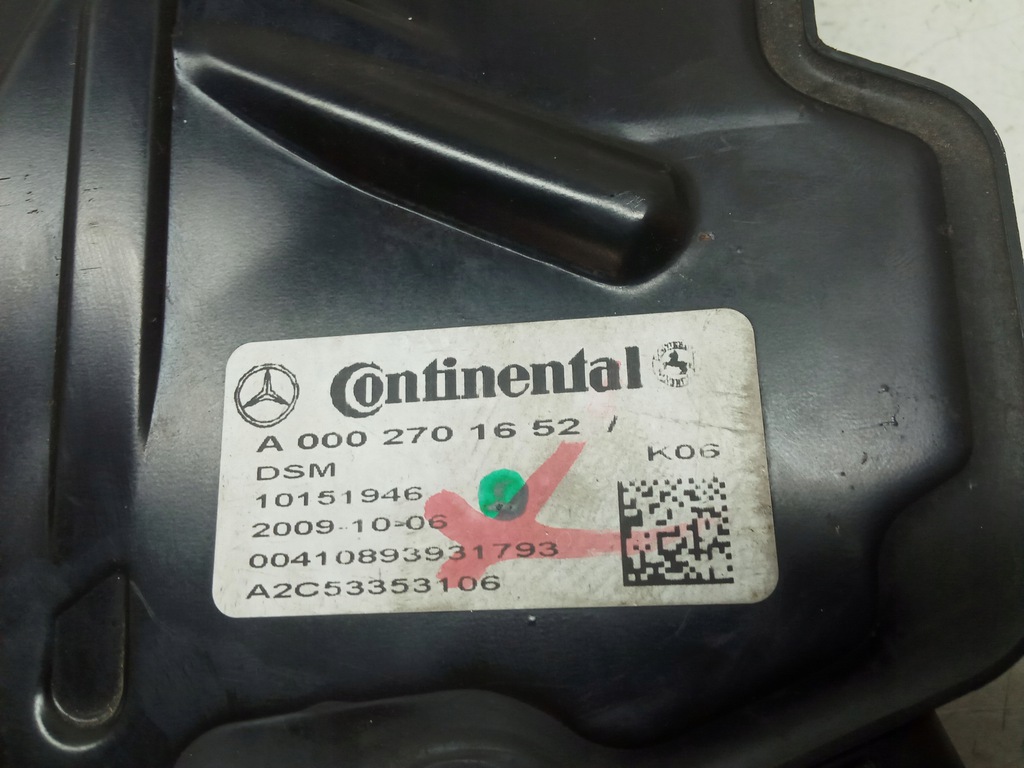 Continental
A 000 270 16 52 /
K06
DSM
10151946
2009-10-06
00410893931793
A2C53353106